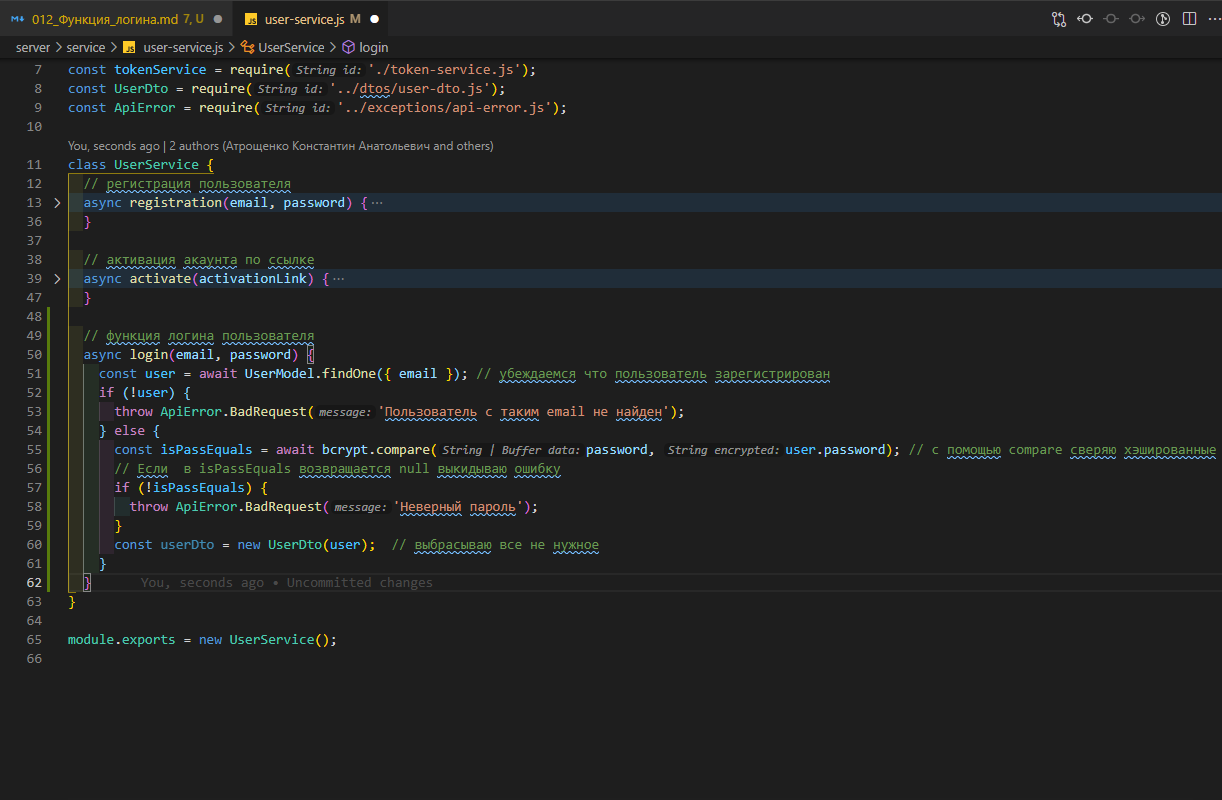 012_Функция_логина.md 7, U
user-service.js M
server > service > user-service.js > UserService > login
7 const tokenService = require( String id: './token-service.js');
8 const UserDto = require( String id: '../dtos/user-dto.js');
9 const ApiError = require( String id: '../exceptions/api-error.js');
10
You, seconds ago | 2 authors (Атрощенко Константин Анатольевич and others)
11 class UserService {
12 // регистрация пользователя
13 async registration(email, password) { ···
36 }
37
38 // активация акаунта по ссылке
39 async activate(activationLink) { ···
47 }
48
49 // функция логина пользователя
50 async login(email, password) {
51 const user = await UserModel.findOne({ email }); // убеждаемся что пользователь зарегистрирован
52 if (!user) {
53 throw ApiError.BadRequest( message: 'Пользователь с таким email не найден');
54 } else {
55 const isPassEquals = await bcrypt.compare( String | Buffer data: password, String encrypted: user.password); // с помощью compare сверяю хэшированные
56 // Если  в isPassEquals возвращается null выкидываю ошибку
57 if (!isPassEquals) {
58 throw ApiError.BadRequest( message: 'Неверный пароль');
59 }
60 const userDto = new UserDto(user);  // выбрасываю все не нужное
61 }
62 } You, seconds ago • Uncommitted changes
63 }
64
65 module.exports = new UserService();
66